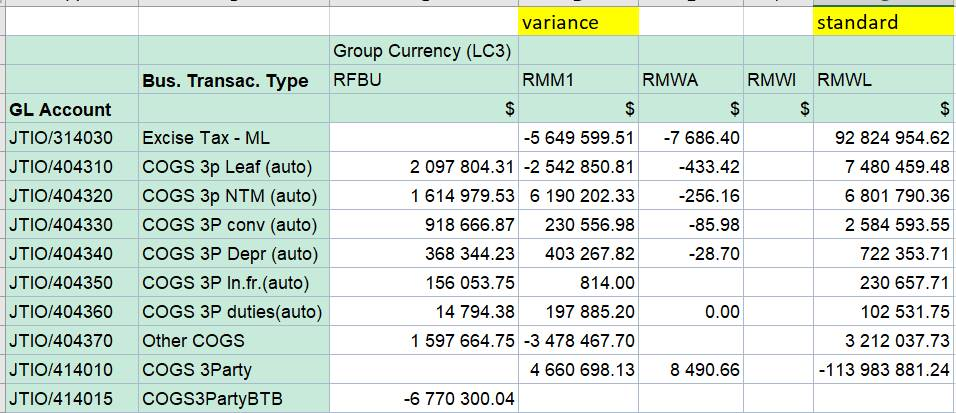 variance standard
Group Currency (LC3)
Bus. Transac. Type RFBU RMM1 RMWA RMWI RMWL
GL Account $ $ $ $ $
JTIO/314030 Excise Tax - ML -5 649 599.51 -7 686.40 92 824 954.62
JTIO/404310 COGS 3p Leaf (auto) 2 097 804.31 -2 542 850.81 -433.42 7 480 459.48
JTIO/404320 COGS 3p NTM (auto) 1 614 979.53 6 190 202.33 -256.16 6 801 790.36
JTIO/404330 COGS 3P conv (auto) 918 666.87 230 556.98 -85.98 2 584 593.55
JTIO/404340 COGS 3P Depr (auto) 368 344.23 403 267.82 -28.70 722 353.71
JTIO/404350 COGS 3P In.fr.(auto) 156 053.75 814.00 230 657.71
JTIO/404360 COGS 3P duties(auto) 14 794.38 197 885.20 0.00 102 531.75
JTIO/404370 Other COGS 1 597 664.75 -3 478 467.70 3 212 037.73
JTIO/414010 COGS 3Party 4 660 698.13 8 490.66 -113 983 881.24
JTIO/414015 COGS3PartyBTB -6 770 300.04